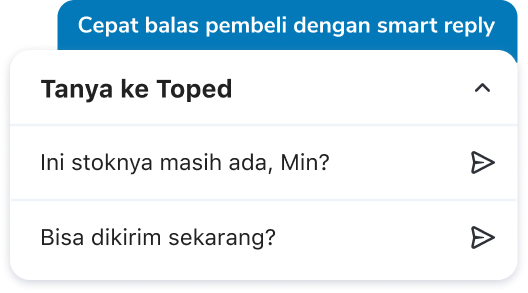 Cepat balas pembeli dengan smart reply
Tanya ke Toped
Ini stoknya masih ada, Min?
Bisa dikirim sekarang?